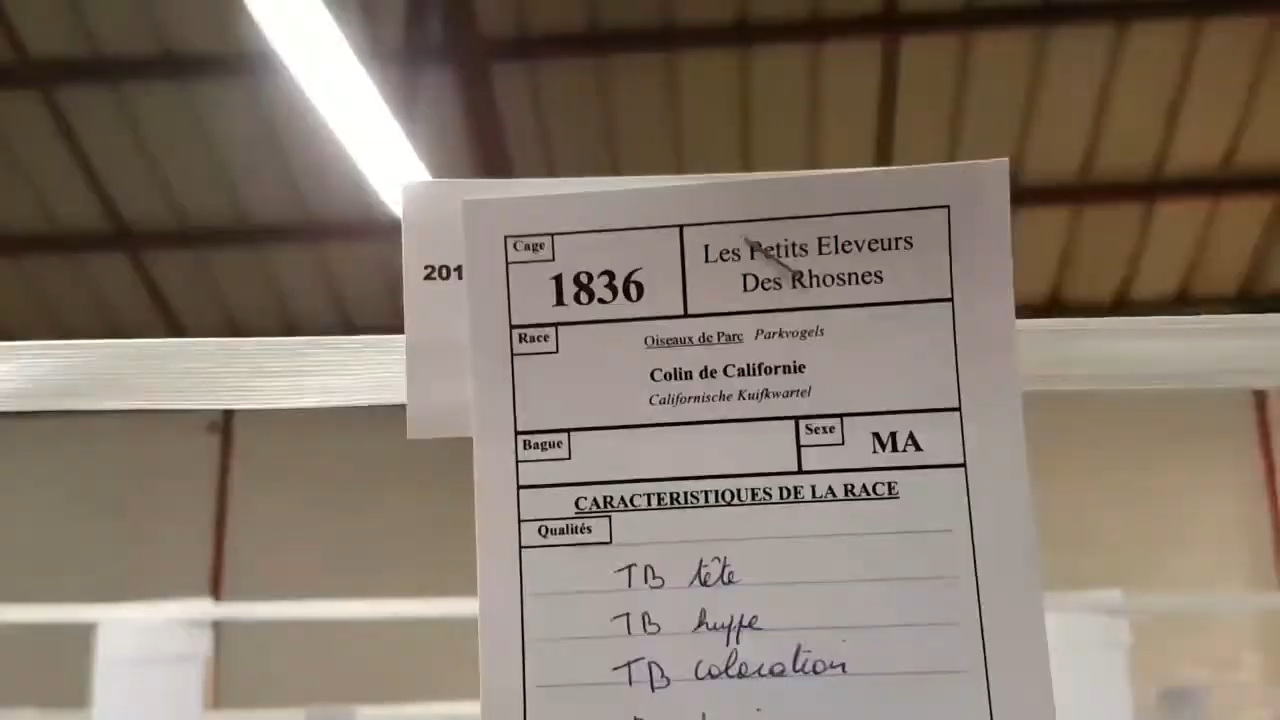 201
Cage
1836
Les Petits Eleveurs
Des Rhosnes
Race
Oiseaux de Parc Parkvogels
Colin de Californie
Californische Kuifkwartel
Bague
Sexe
MA
CARACTERISTIQUES DE LA RACE
Qualités
TB tête
TB huppe
TB coloration